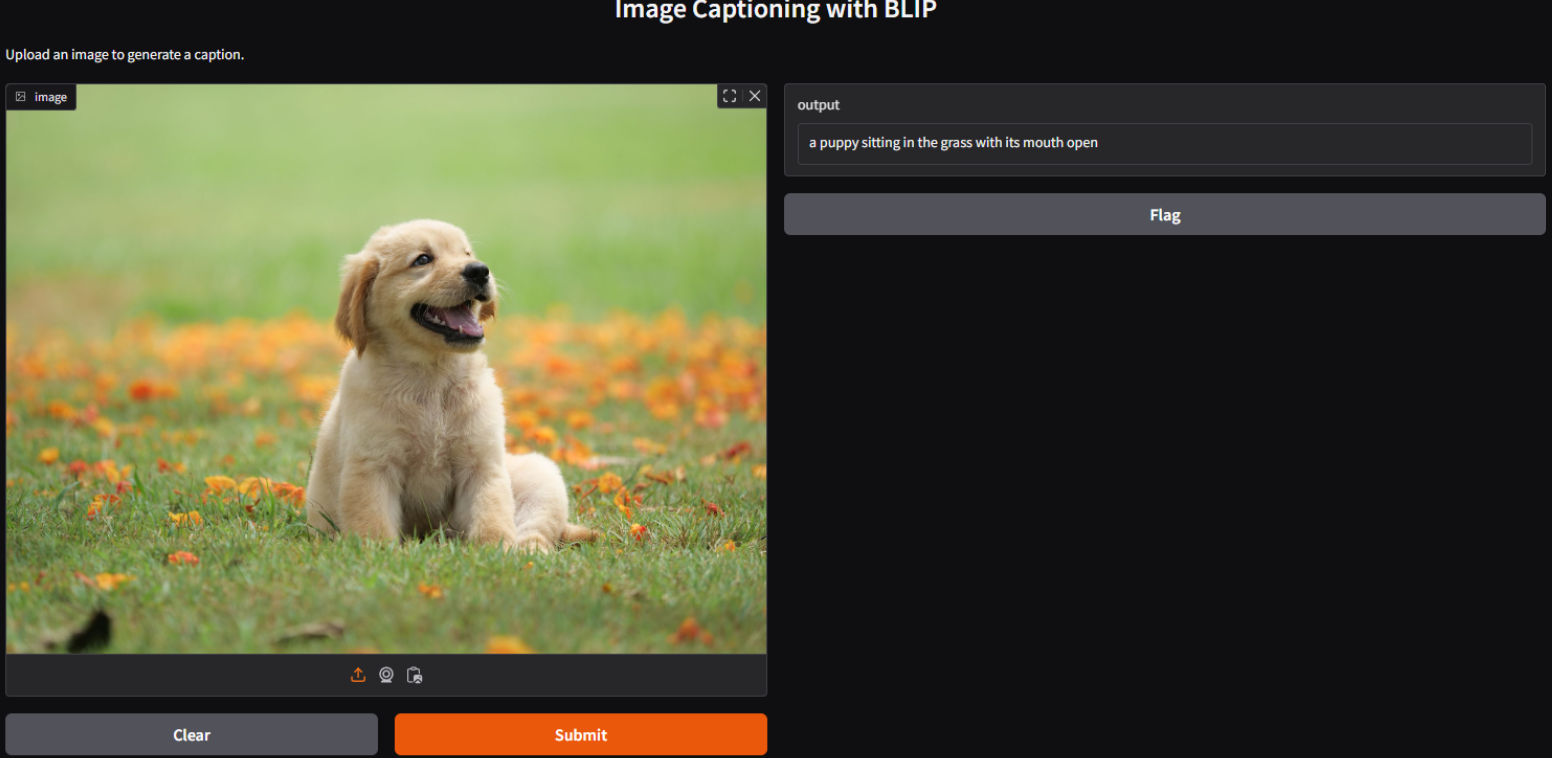 Image Captioning with BLIP
Upload an image to generate a caption.
image
output
a puppy sitting in the grass with its mouth open
Flag
Clear
Submit